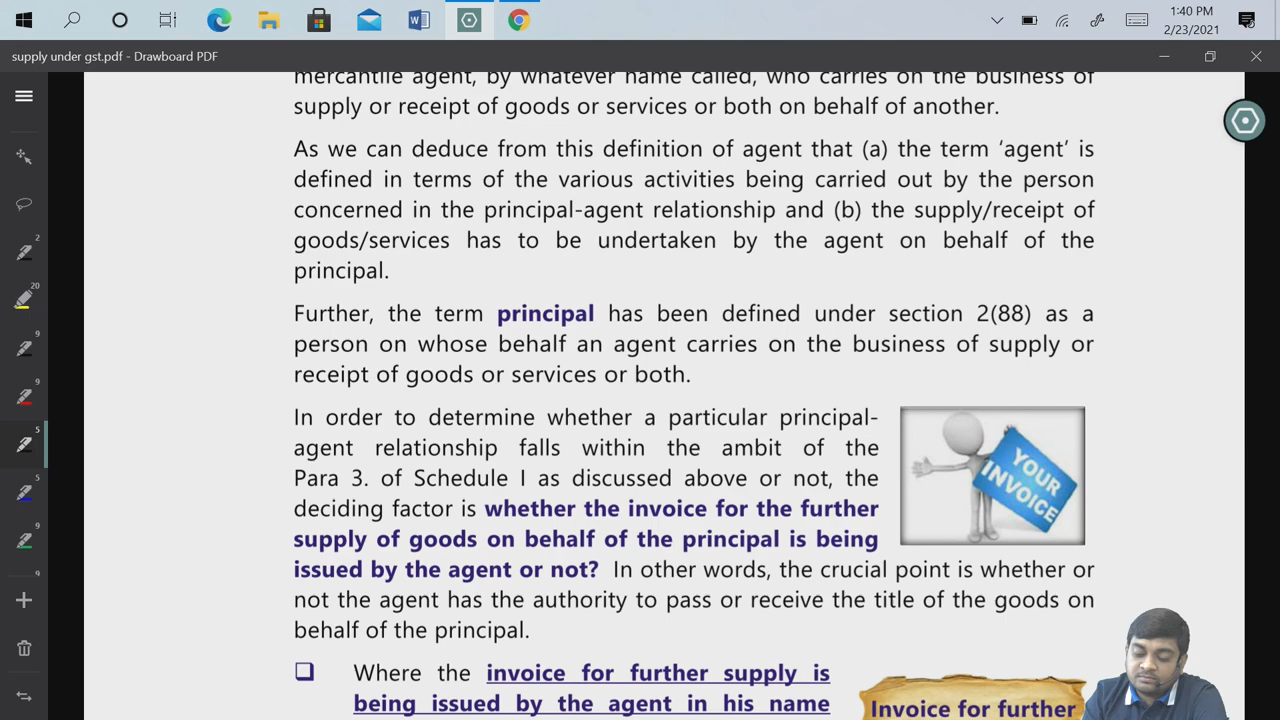 1:40 PM
2/23/2021
supply under gst.pdf - Drawboard PDF
mercantile agent, by whatever name called, who carries on the business of
supply or receipt of goods or services or both on behalf of another.
As we can deduce from this definition of agent that (a) the term ‘agent’ is
defined in terms of the various activities being carried out by the person
concerned in the principal-agent relationship and (b) the supply/receipt of
goods/services has to be undertaken by the agent on behalf of the
principal.
Further, the term principal has been defined under section 2(88) as a
person on whose behalf an agent carries on the business of supply or
receipt of goods or services or both.
In order to determine whether a particular principal-
agent relationship falls within the ambit of the
Para 3. of Schedule I as discussed above or not, the
deciding factor is whether the invoice for the further
supply of goods on behalf of the principal is being
issued by the agent or not? In other words, the crucial point is whether or
not the agent has the authority to pass or receive the title of the goods on
behalf of the principal.
YOUR
INVOICE
Where the invoice for further supply is
being issued by the agent in his name
Invoice for further
2
20
9
9
5
5
9
9